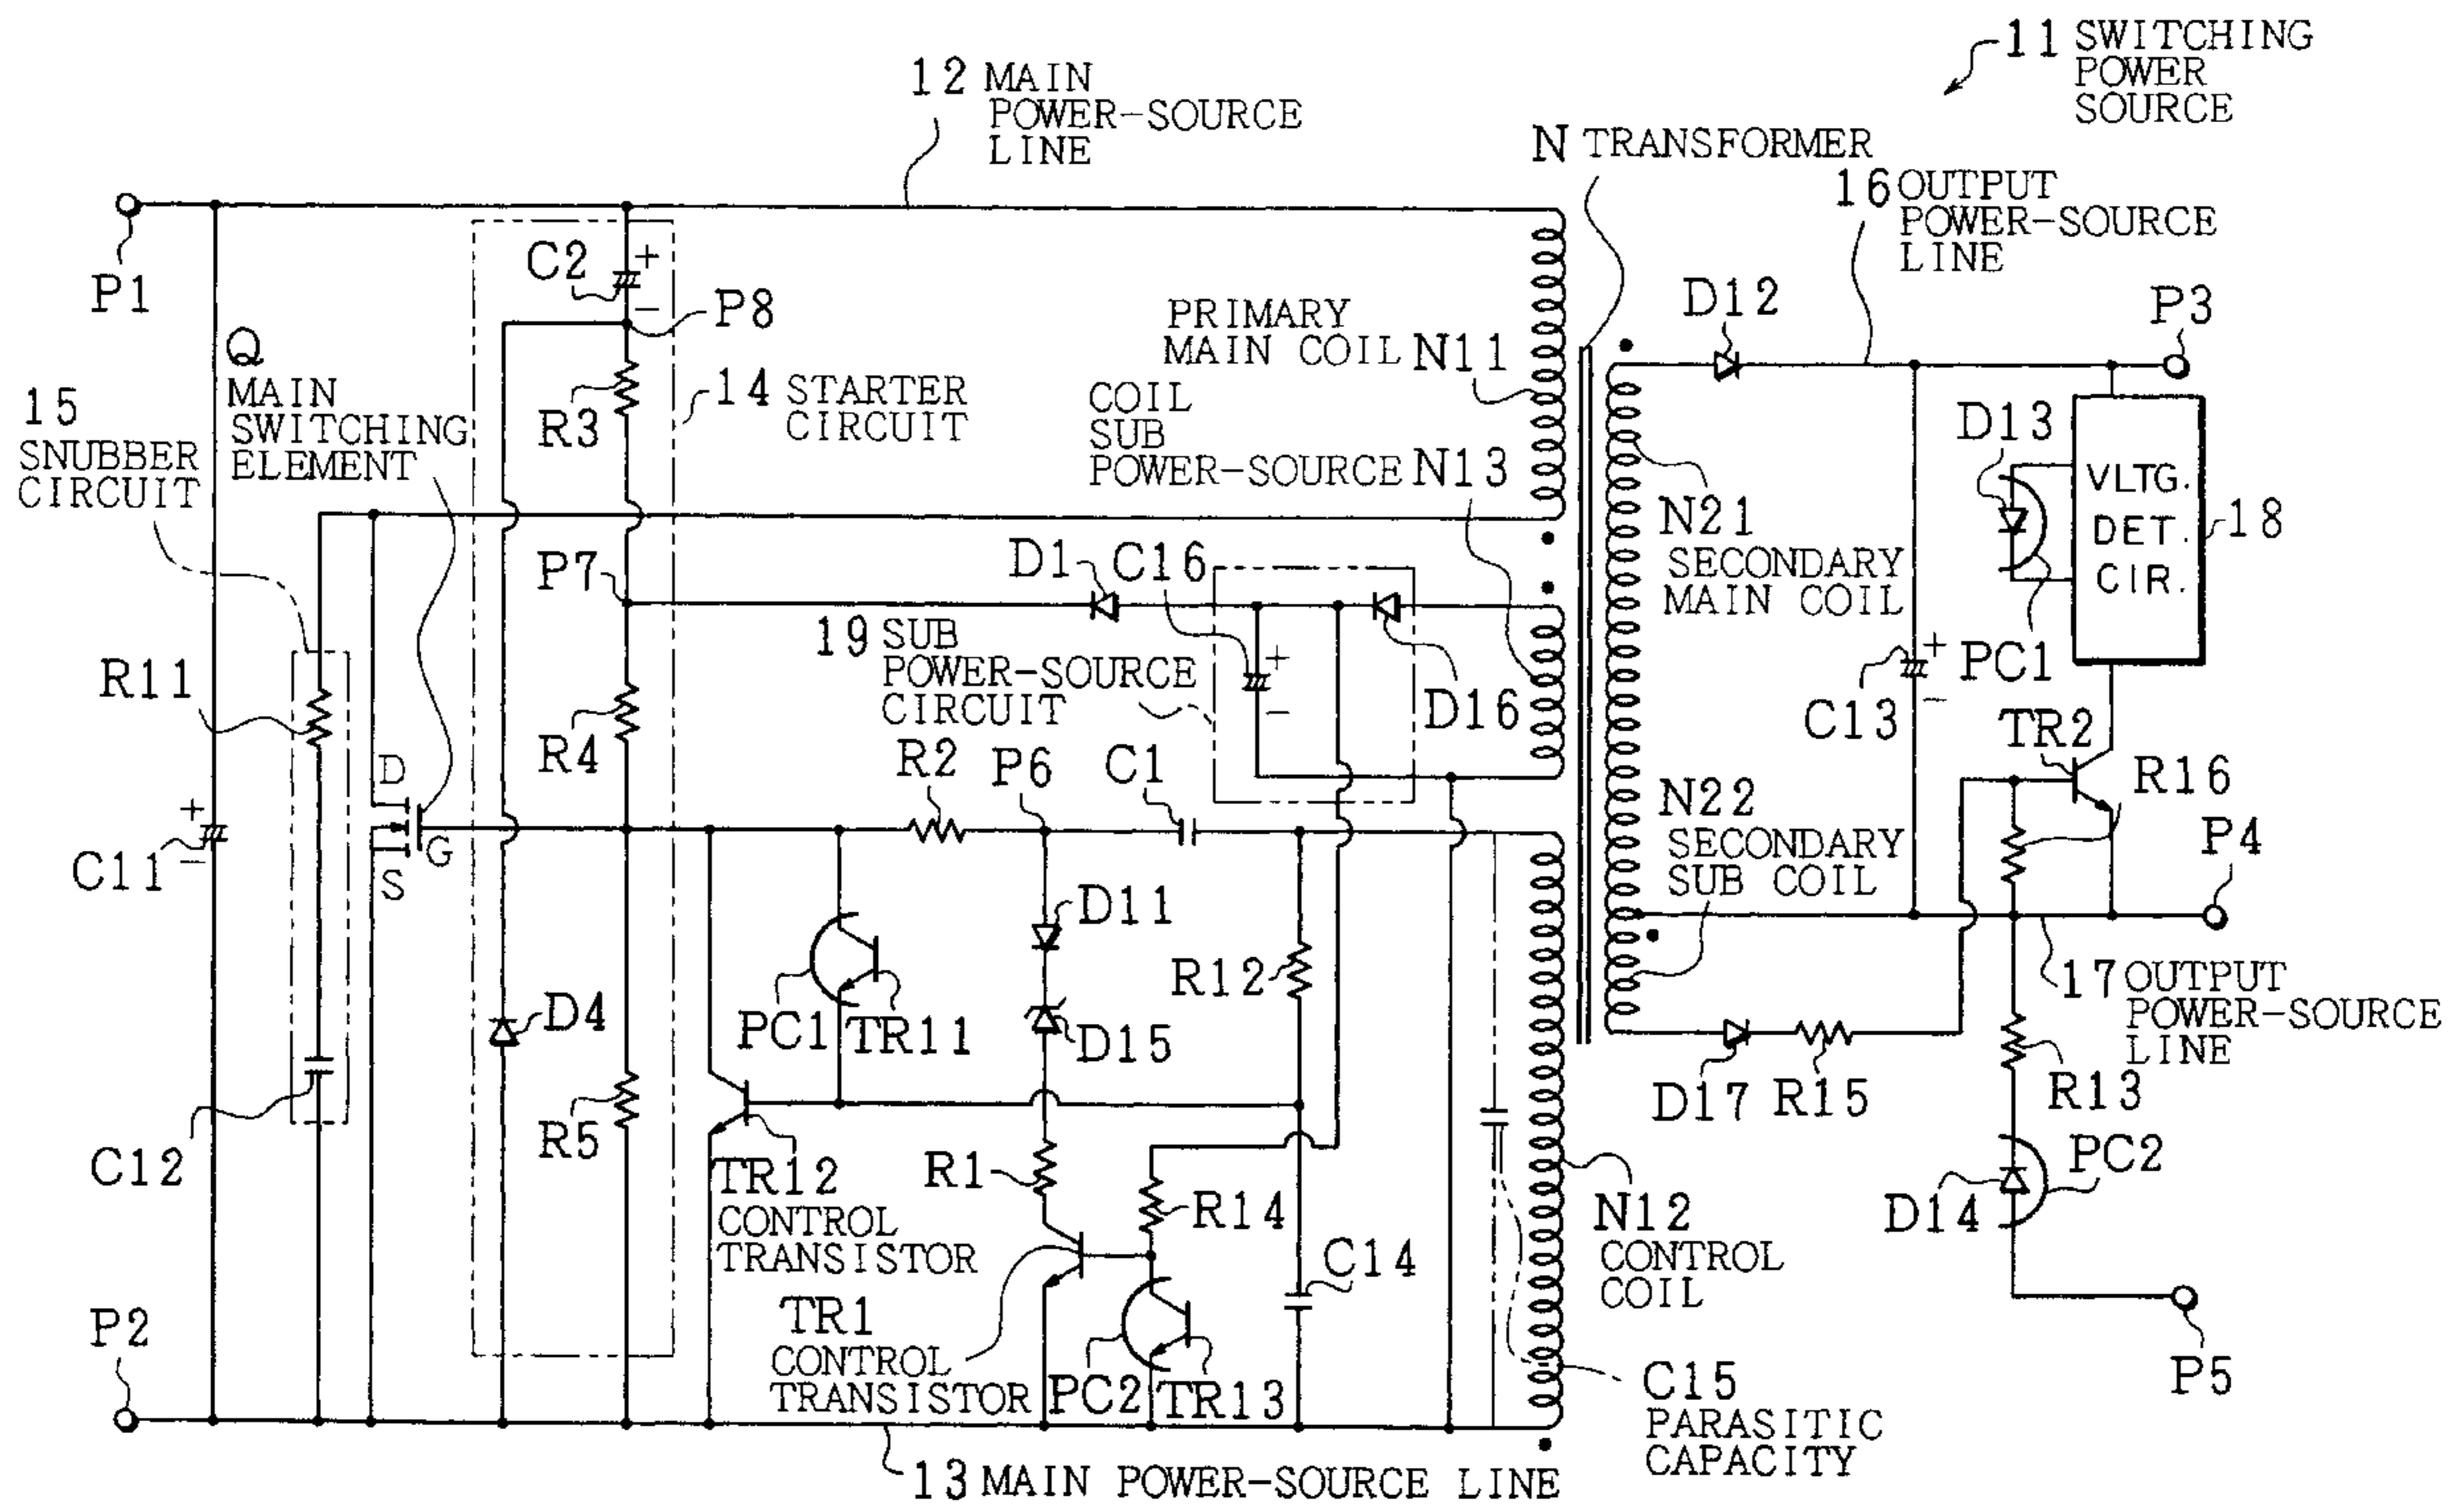 11 SWITCHING
POWER
SOURCE
12 MAIN
POWER-SOURCE
LINE
N TRANSFORMER
16 OUTPUT
POWER-SOURCE
LINE
P1
C2
+
-
P8
Q
MAIN
SWITCHING
ELEMENT
15
SNUBBER
CIRCUIT
R3
14 STARTER
CIRCUIT
PRIMARY
MAIN COIL N11
COIL
SUB
POWER-SOURCE N13
D12
P3
D13
VLTG.
DET.
CIR.
18
PC1
N21
SECONDARY
MAIN COIL
P7
D1
C16
19 SUB
POWER-SOURCE
CIRCUIT
+
-
D16
R11
R4
R2
P6
C1
C13
+
-
TR2
R16
N22
SECONDARY
SUB COIL
P4
D
G
S
+
C11
-
D11
R12
PC1
TR11
D15
D4
17 OUTPUT
POWER-SOURCE
LINE
D17
R15
R13
C12
R5
TR12
CONTROL
TRANSISTOR
R1
R14
N12
CONTROL
COIL
PC2
D14
C14
P2
TR1
CONTROL
TRANSISTOR
PC2
TR13
C15
PARASITIC
CAPACITY
P5
13 MAIN POWER-SOURCE LINE